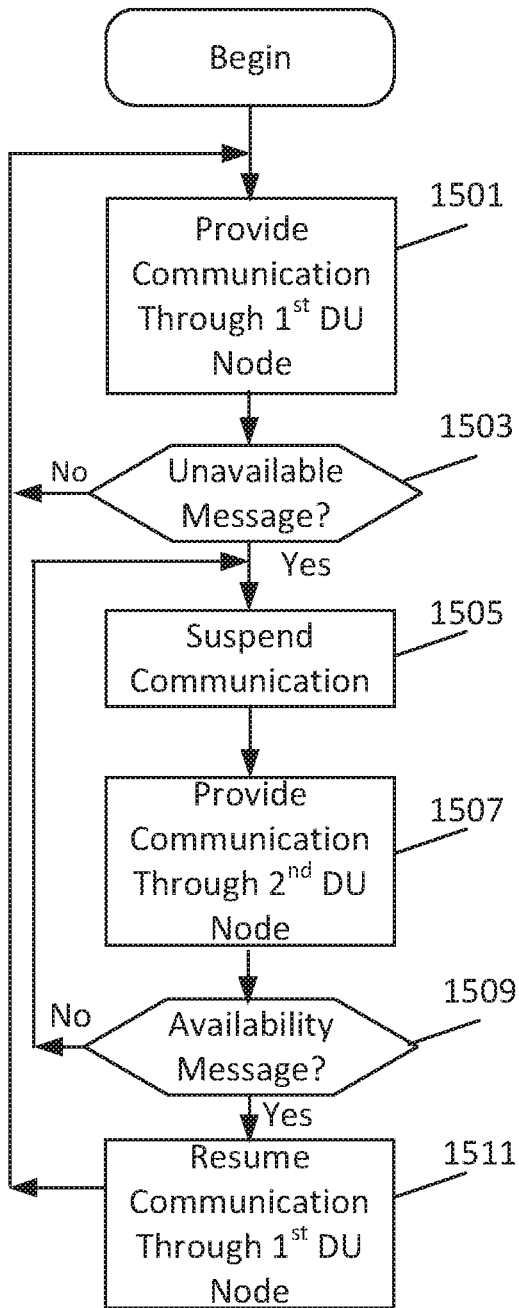 Begin
1501
Provide
Communication
Through 1st DU
Node
1503
No
Unavailable
Message?
Yes
1505
Suspend
Communication
1507
Provide
Communication
Through 2nd DU
Node
1509
No
Availability
Message?
Yes
1511
Resume
Communication
Through 1st DU
Node